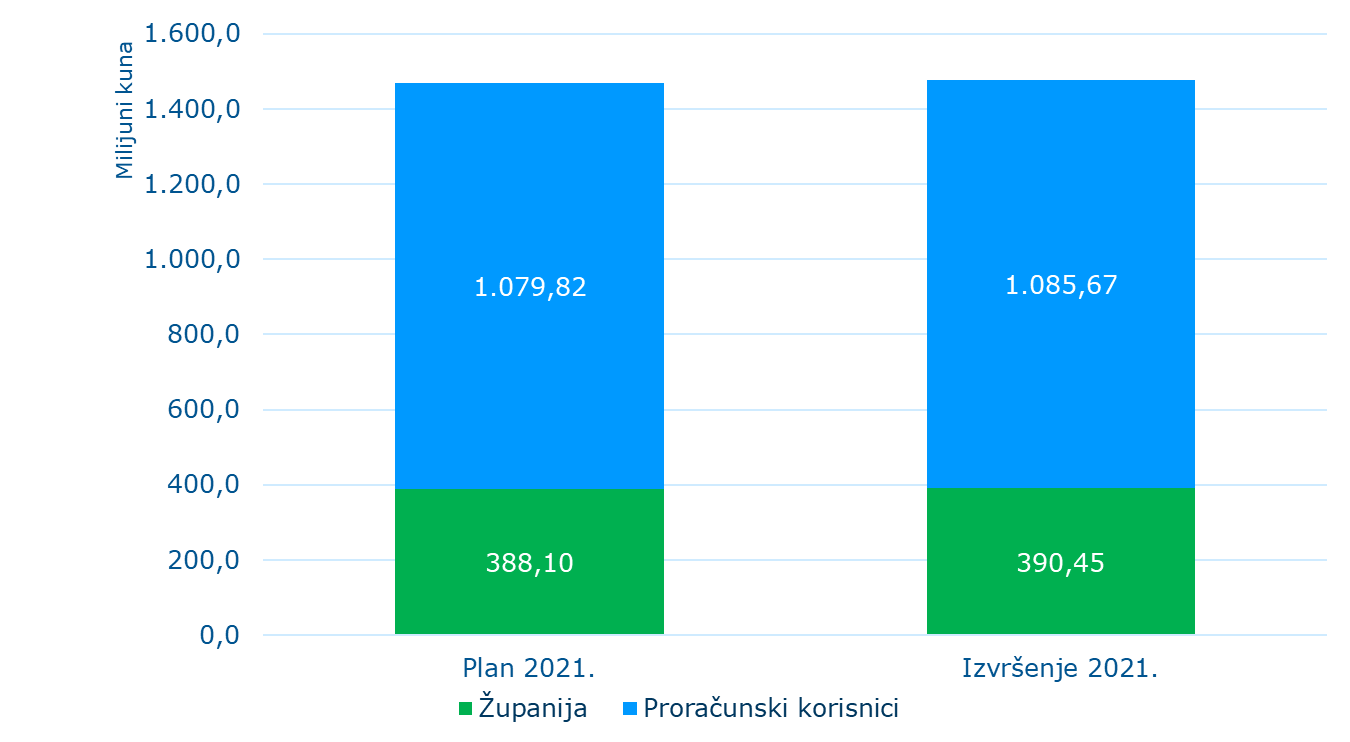 Milijuni kuna
1.600,0
1.400,0
1.200,0
1.000,0
800,0
600,0
400,0
200,0
0,0
1.079,82
1.085,67
388,10
390,45
Plan 2021.
Izvršenje 2021.
Županija
Proračunski korisnici